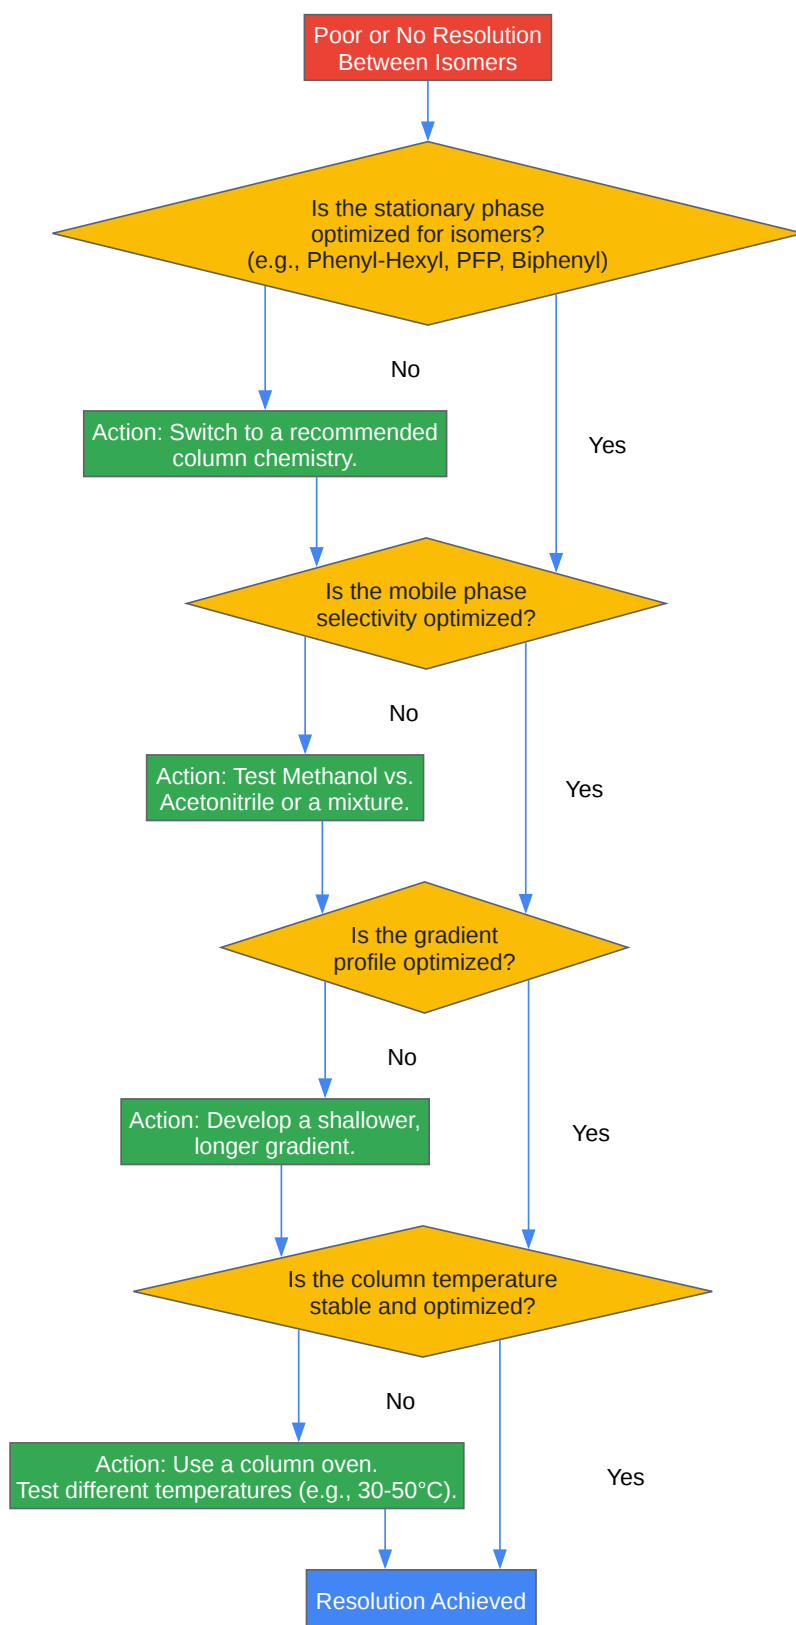 Poor or No Resolution
Between Isomers
Is the stationary phase
optimized for isomers?
(e.g., Phenyl-Hexyl, PFP, Biphenyl)
No
Action: Switch to a recommended
column chemistry.
Yes
Is the mobile phase
selectivity optimized?
No
Action: Test Methanol vs.
Acetonitrile or a mixture.
Yes
Is the gradient
profile optimized?
No
Action: Develop a shallower,
longer gradient.
Yes
Is the column temperature
stable and optimized?
No
Action: Use a column oven.
Test different temperatures (e.g., 30-50°C).
Yes
Resolution Achieved